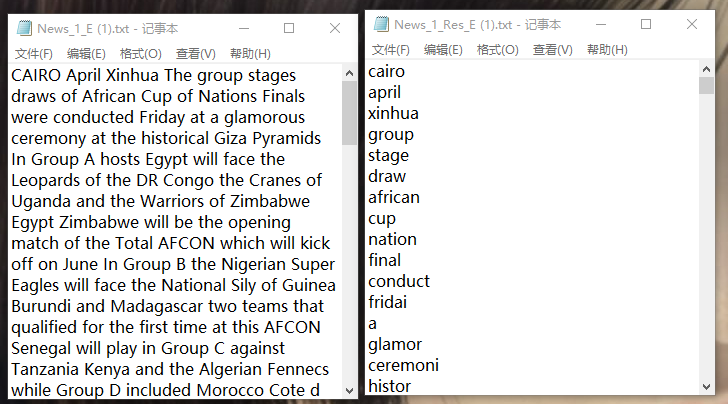 News_1_E (1).txt - 记事本
文件(F) 编辑(E) 格式(O) 查看(V) 帮助(H)
CAIRO April Xinhua The group stages
draws of African Cup of Nations Finals
were conducted Friday at a glamorous
ceremony at the historical Giza Pyramids
In Group A hosts Egypt will face the
Leopards of the DR Congo the Cranes of
Uganda and the Warriors of Zimbabwe
Egypt Zimbabwe will be the opening
match of the Total AFCON which will kick
off on June In Group B the Nigerian Super
Eagles will face the National Sily of Guinea
Burundi and Madagascar two teams that
qualified for the first time at this AFCON
Senegal will play in Group C against
Tanzania Kenya and the Algerian Fennecs
while Group D included Morocco Cote d
News_1_Res_E (1).txt - 记事本
文件(F) 编辑(E) 格式(O) 查看(V) 帮助(H)
cairo
april
xinhua
group
stage
draw
african
cup
nation
final
conduct
fridai
a
glamor
ceremoni
histor